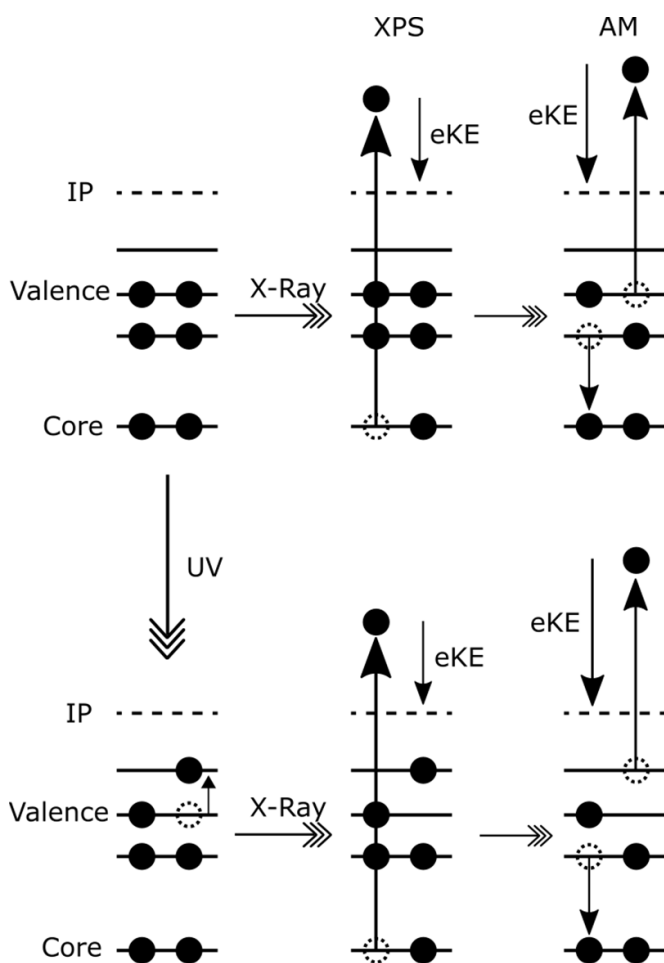 XPS AM
eKE eKE
IP
Valence X-Ray
Core
UV
eKE eKE
IP
Valence X-Ray
Core